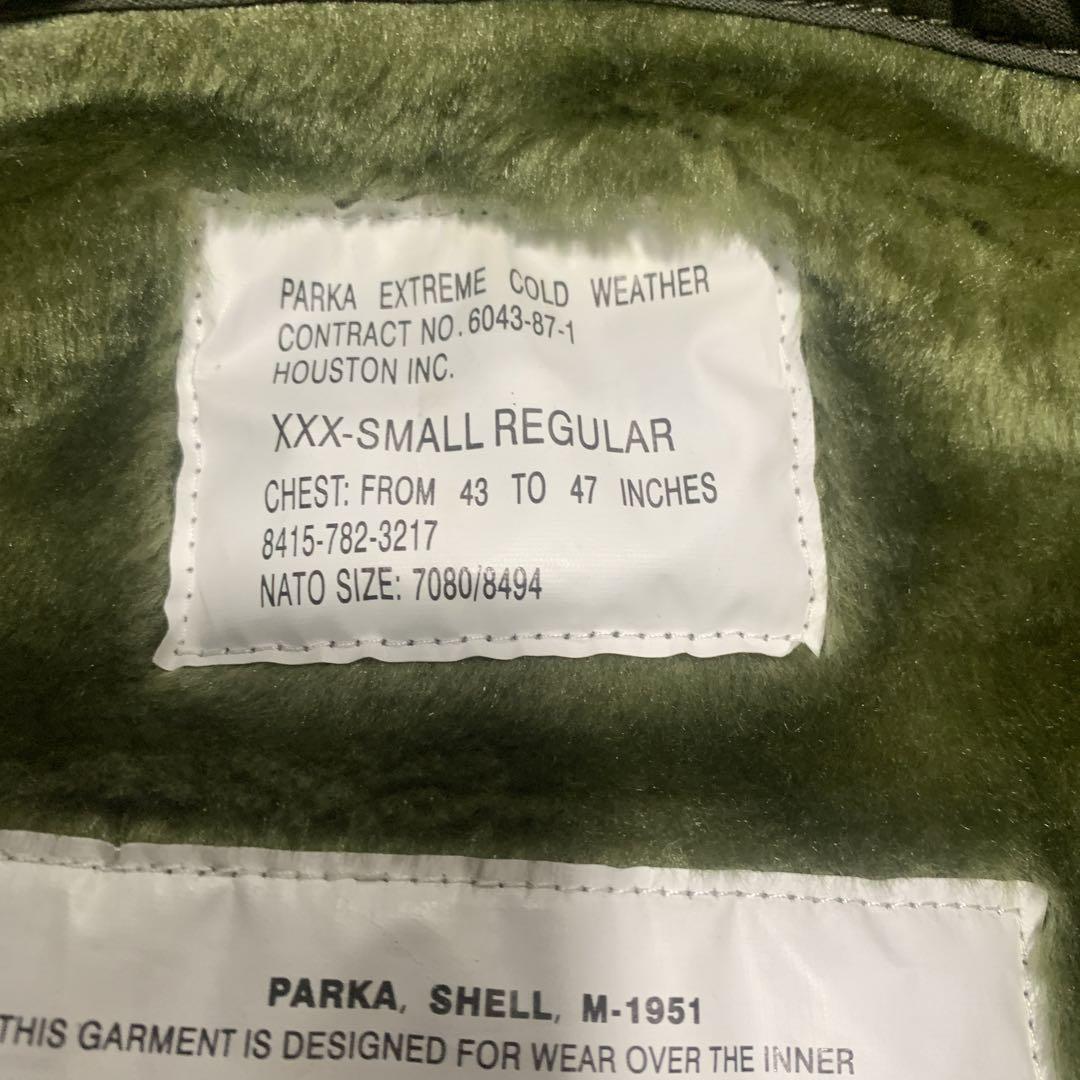 PARKA EXTREME COLD WEATHER
CONTRACT NO. 6043-87-1
HOUSTON INC.
XXX-SMALL REGULAR
CHEST: FROM 43 TO 47 INCHES
8415-782-3217
NATO SIZE: 7080/8494
PARKA, SHELL, M-1951
THIS GARMENT IS DESIGNED FOR WEAR OVER THE INNER